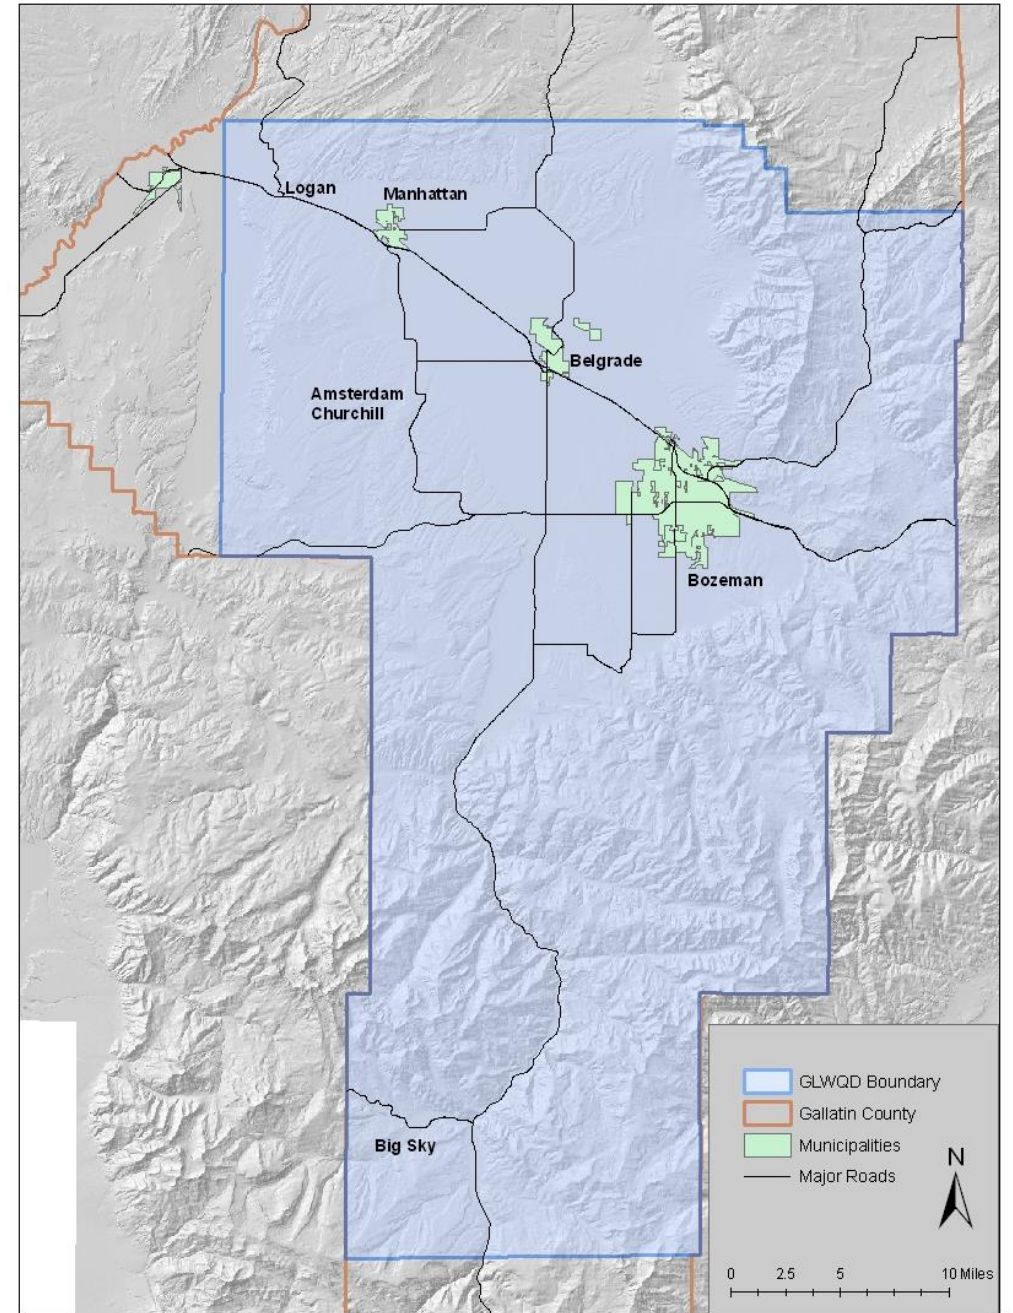 Logan
Manhattan
Belgrade
Amsterdam
Churchill
Bozeman
Big Sky
GLWQD Boundary
Gallatin County
Municipalities
Major Roads
N
0 2.5 5 10 Miles